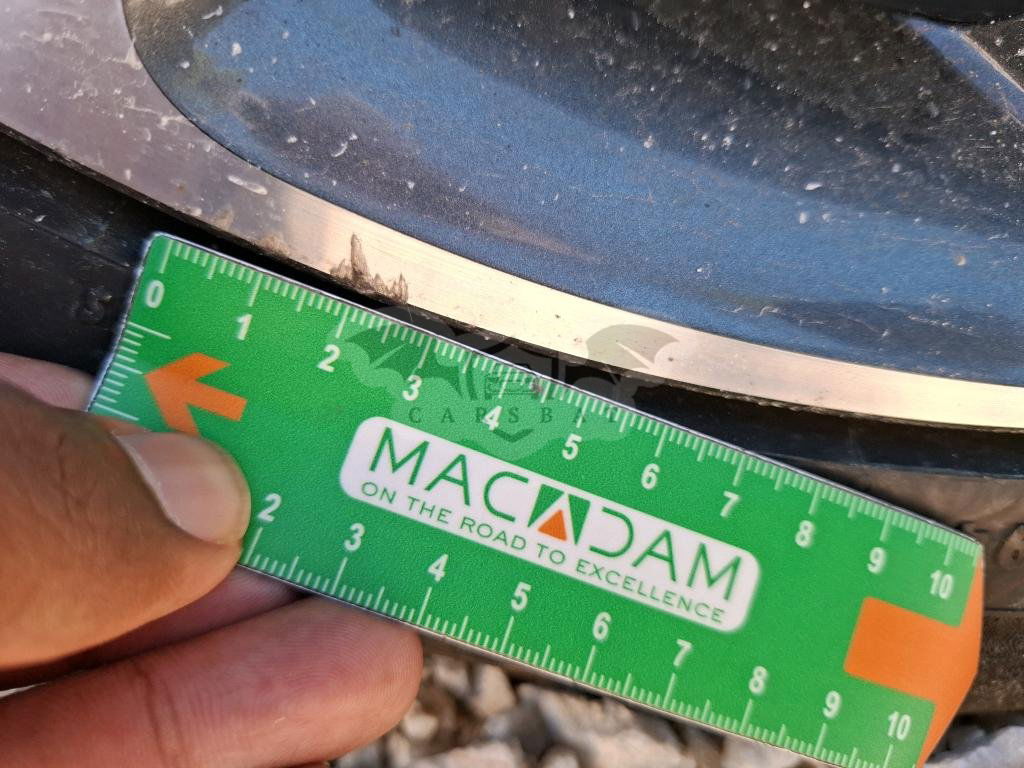 0 1 2 3 4 5 6 7 8 9 10
CARSBAT
MACADAM
ON THE ROAD TO EXCELLENCE
2 3 4 5 6 7 8 9 10